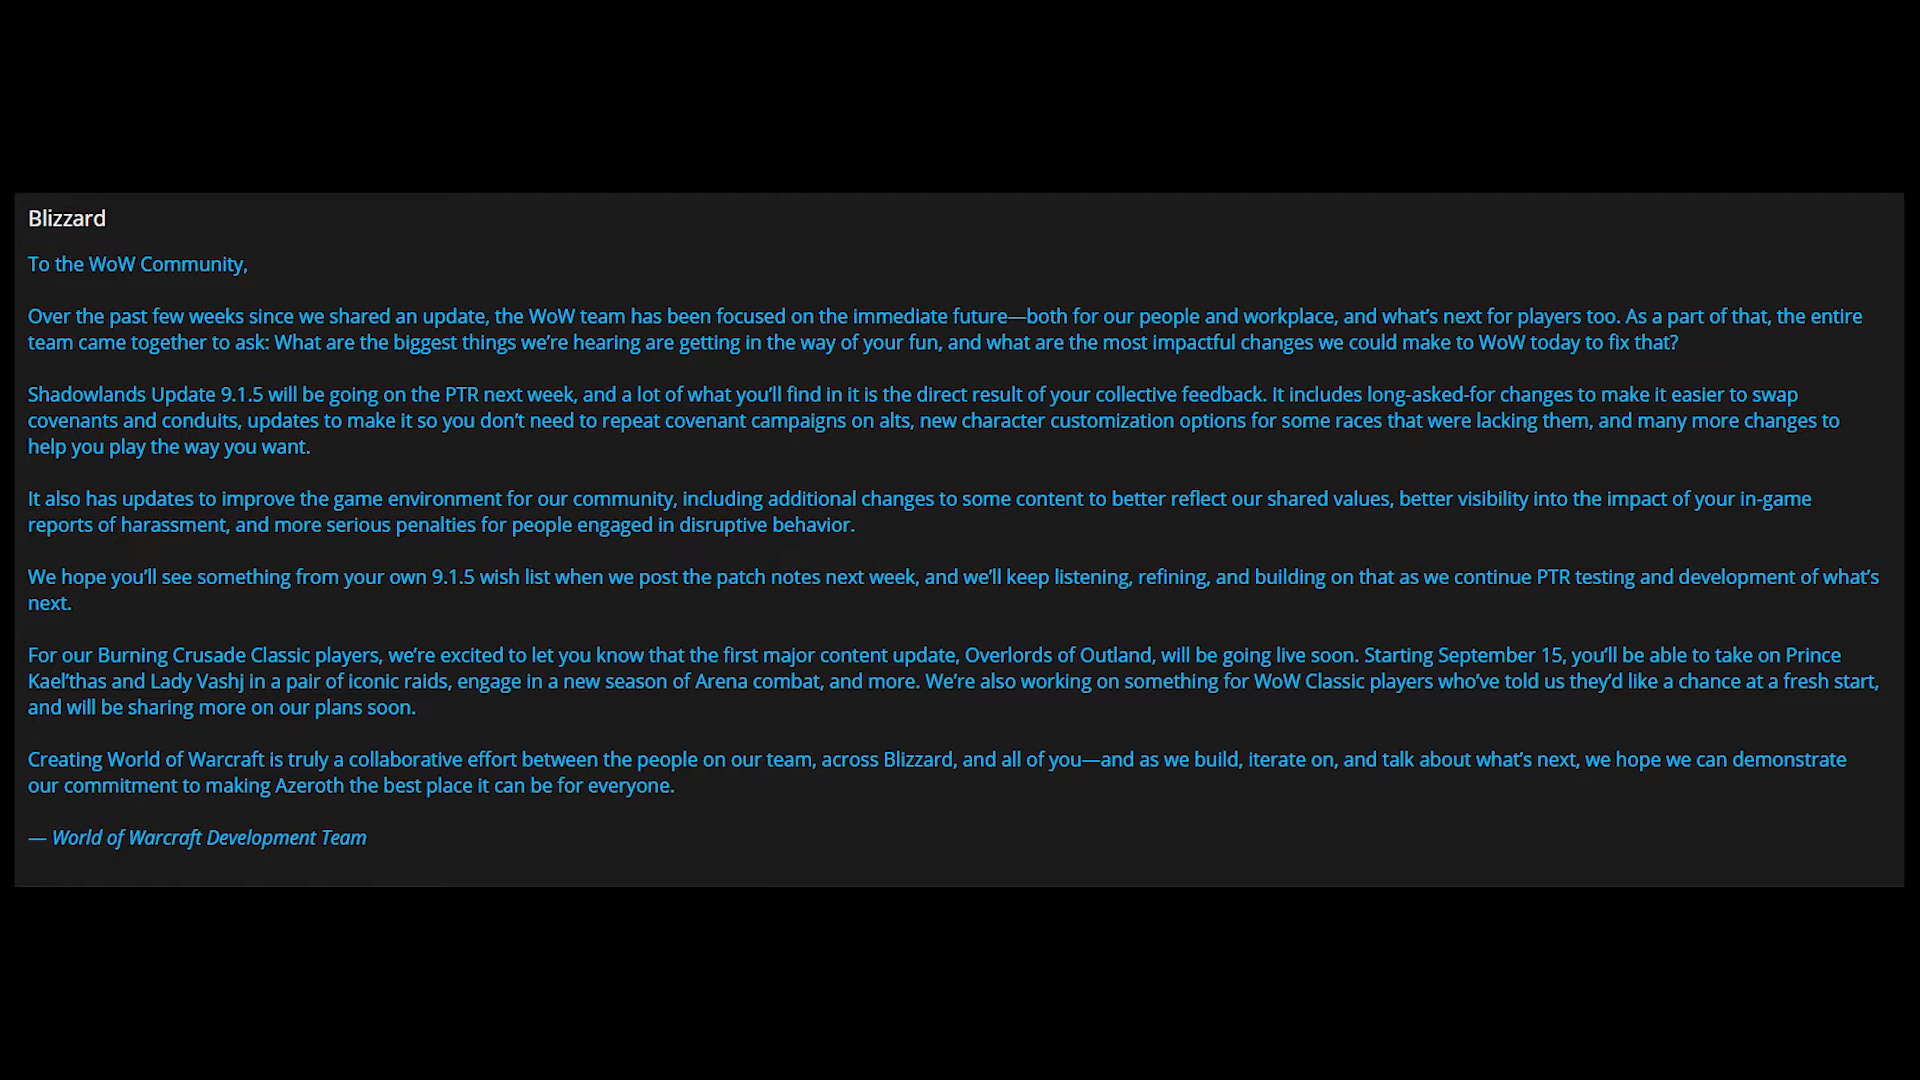 Blizzard
To the WoW Community,
Over the past few weeks since we shared an update, the WoW team has been focused on the immediate future—both for our people and workplace, and what’s next for players too. As a part of that, the entire
team came together to ask: What are the biggest things we’re hearing are getting in the way of your fun, and what are the most impactful changes we could make to WoW today to fix that?
Shadowlands Update 9.1.5 will be going on the PTR next week, and a lot of what you’ll find in it is the direct result of your collective feedback. It includes long-asked-for changes to make it easier to swap
covenants and conduits, updates to make it so you don’t need to repeat covenant campaigns on alts, new character customization options for some races that were lacking them, and many more changes to
help you play the way you want.
It also has updates to improve the game environment for our community, including additional changes to some content to better reflect our shared values, better visibility into the impact of your in-game
reports of harassment, and more serious penalties for people engaged in disruptive behavior.
We hope you’ll see something from your own 9.1.5 wish list when we post the patch notes next week, and we’ll keep listening, refining, and building on that as we continue PTR testing and development of what’s
next.
For our Burning Crusade Classic players, we’re excited to let you know that the first major content update, Overlords of Outland, will be going live soon. Starting September 15, you’ll be able to take on Prince
Kael’thas and Lady Vashj in a pair of iconic raids, engage in a new season of Arena combat, and more. We’re also working on something for WoW Classic players who’ve told us they’d like a chance at a fresh start,
and will be sharing more on our plans soon.
Creating World of Warcraft is truly a collaborative effort between the people on our team, across Blizzard, and all of you—and as we build, iterate on, and talk about what’s next, we hope we can demonstrate
our commitment to making Azeroth the best place it can be for everyone.
— World of Warcraft Development Team